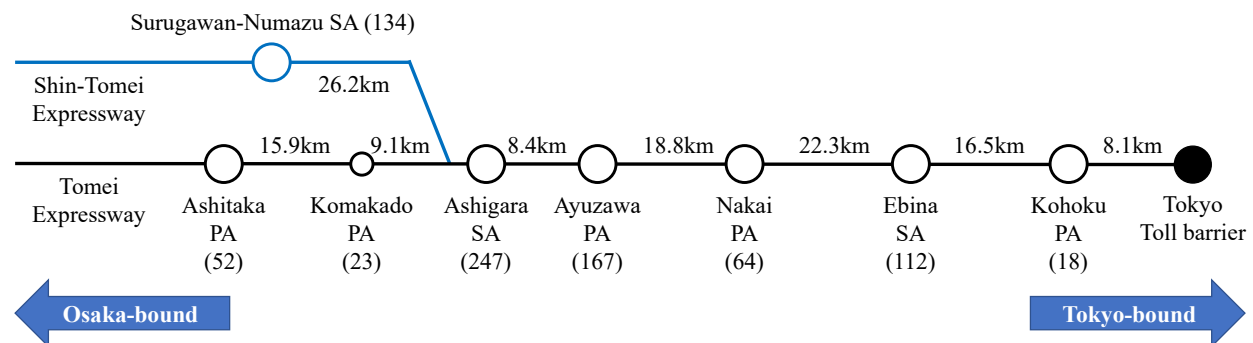 Surugawan-Numazu SA (134)
26.2km
Shin-Tomei
Expressway
15.9km
9.1km
8.4km
18.8km
22.3km
16.5km
8.1km
Tomei
Expressway
Ashitaka
PA
(52)
Komakado
PA
(23)
Ashigara
SA
(247)
Ayuzawa
PA
(167)
Nakai
PA
(64)
Ebina
SA
(112)
Kohoku
PA
(18)
Tokyo
Toll barrier
Osaka-bound
Tokyo-bound